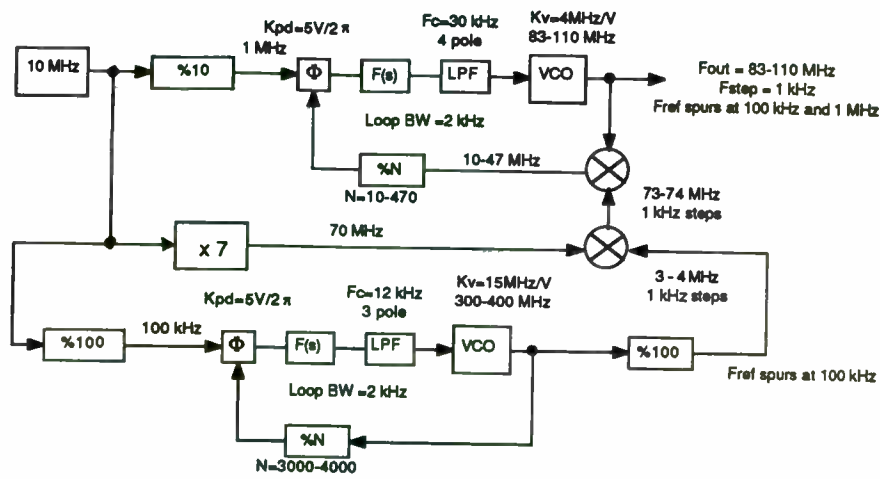 Kpd=5V/2 π
1 MHz
Fc=30 kHz
4 pole
Kv=4MHz/V
83-110 MHz
10 MHz
%10
Φ
F(s)
LPF
VCO
Fout = 83-110 MHz
Fstep = 1 kHz
Fref spurs at 100 kHz and 1 MHz
Loop BW =2 kHz
%N
10-47 MHz
N=10-470
73-74 MHz
1 kHz steps
x 7
70 MHz
3 - 4 MHz
1 kHz steps
Kpd=5V/2 π
Fc=12 kHz
3 pole
Kv=15MHz/V
300-400 MHz
%100
100 kHz
Φ
F(s)
LPF
VCO
%100
Fref spurs at 100 kHz
Loop BW =2 kHz
%N
N=3000-4000